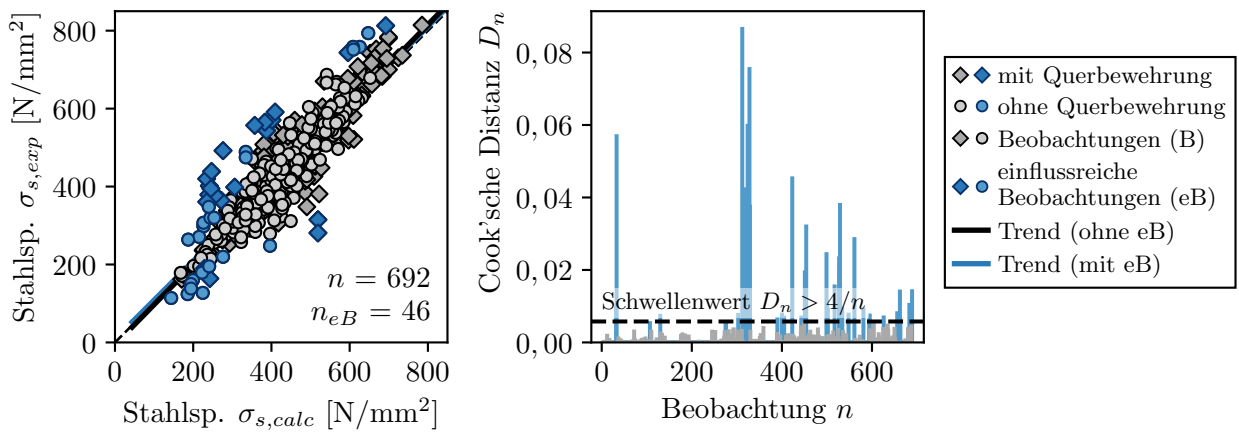 800
600
400
200
0
0
200
400
600
800
Stahlsp. σ_{s,exp} [N/mm²]
Stahlsp. σ_{s,calc} [N/mm²]
n = 692
n_{eB} = 46
0,08
0,06
0,04
0,02
0,00
0
200
400
600
Cook'sche Distanz D_n
Beobachtung n
Schwellenwert D_n > 4/n
mit Querbewehrung
ohne Querbewehrung
Beobachtungen (B)
einflussreiche
Beobachtungen (eB)
Trend (ohne eB)
Trend (mit eB)